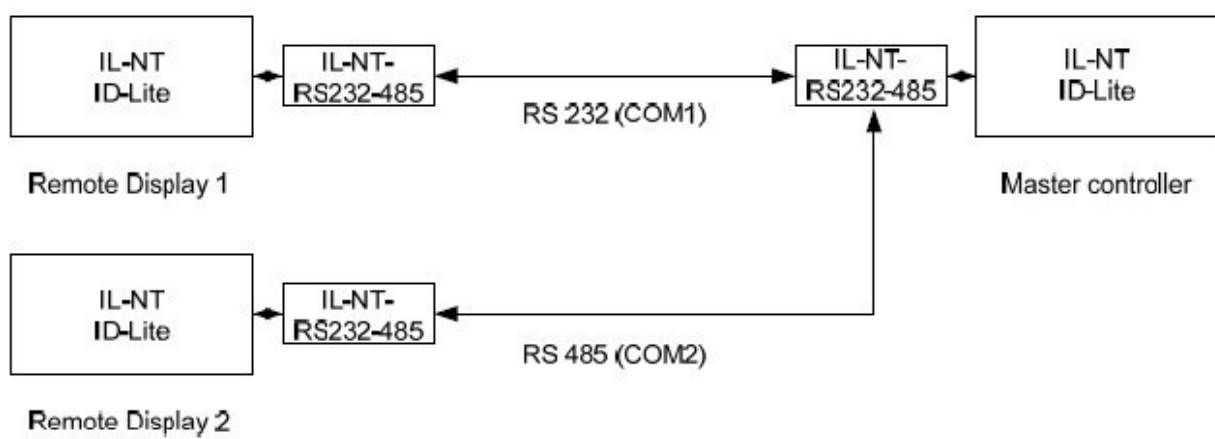 IL-NT
ID-Lite
IL-NT-
RS232-485
RS 232 (COM1)
IL-NT-
RS232-485
IL-NT
ID-Lite
Remote Display 1
Master controller
IL-NT
ID-Lite
IL-NT-
RS232-485
RS 485 (COM2)
Remote Display 2